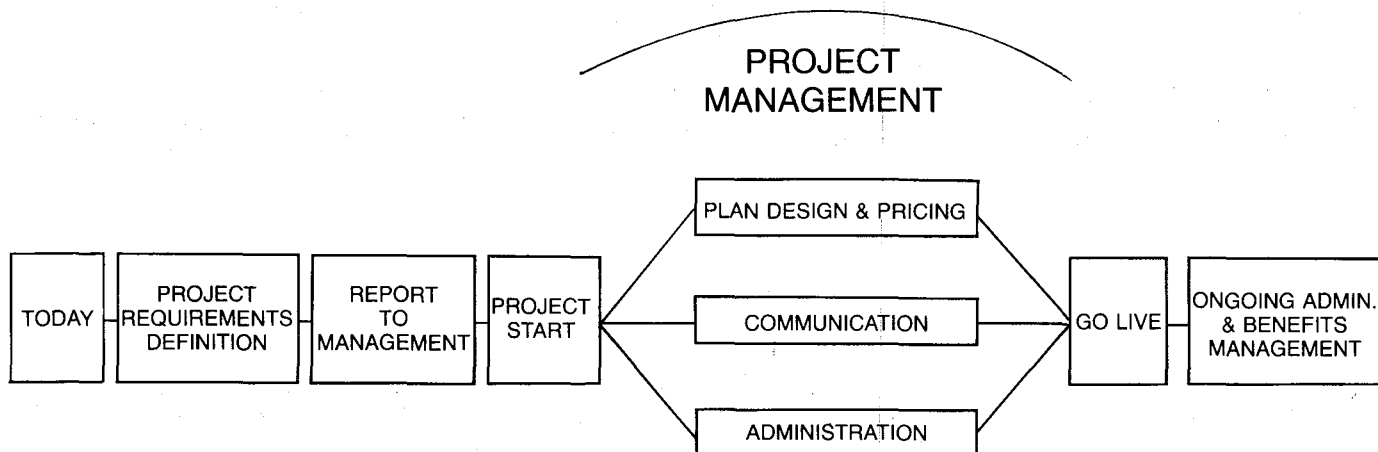 PROJECT
MANAGEMENT
PLAN DESIGN & PRICING
TODAY
PROJECT
REQUIREMENTS
DEFINITION
REPORT
TO
MANAGEMENT
PROJECT
START
COMMUNICATION
GO LIVE
ONGOING ADMIN.
& BENEFITS
MANAGEMENT
ADMINISTRATION